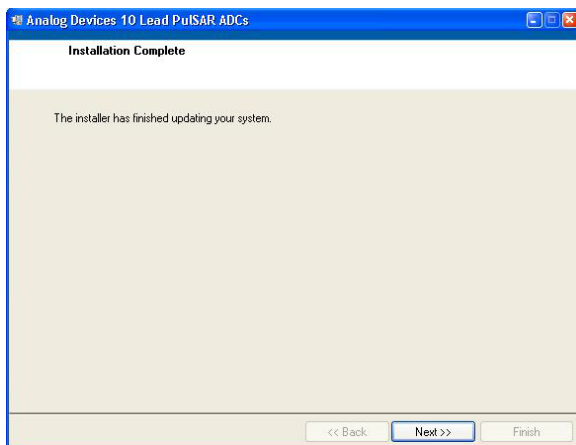 Analog Devices 10 Lead PulSAR ADCs
Installation Complete
The installer has finished updating your system.
<< Back Next >> Finish